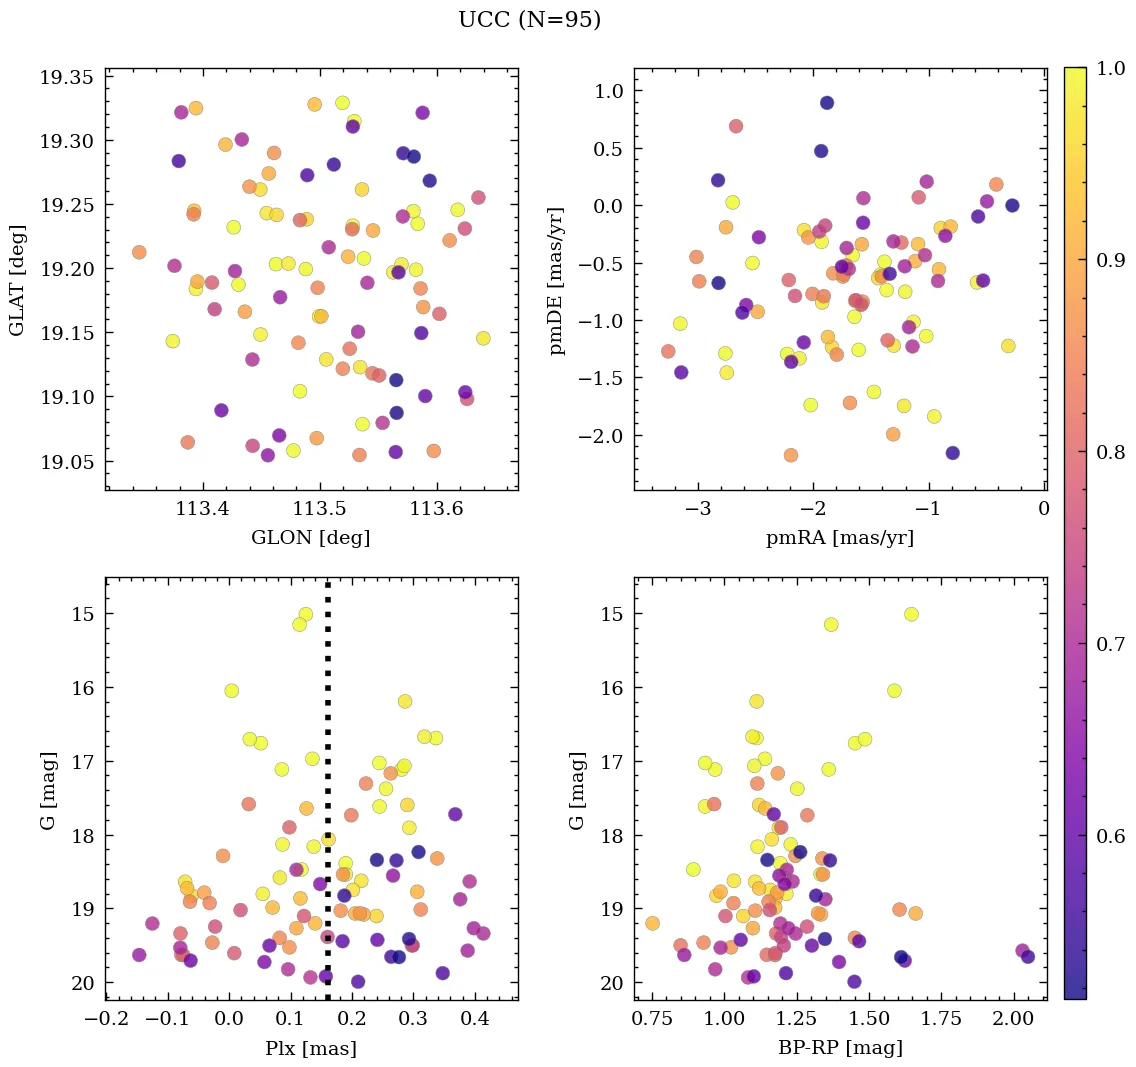 UCC (N=95)
19.35
19.30
19.25
19.20
19.15
19.10
19.05
GLAT [deg]
113.4 113.5 113.6
GLON [deg]
1.0
0.5
0.0
−0.5
−1.0
−1.5
−2.0
pmDE [mas/yr]
−3 −2 −1 0
pmRA [mas/yr]
15
16
17
18
19
20
G [mag]
−0.2 −0.1 0.0 0.1 0.2 0.3 0.4
Plx [mas]
15
16
17
18
19
20
G [mag]
0.75 1.00 1.25 1.50 1.75 2.00
BP-RP [mag]
1.0
0.9
0.8
0.7
0.6